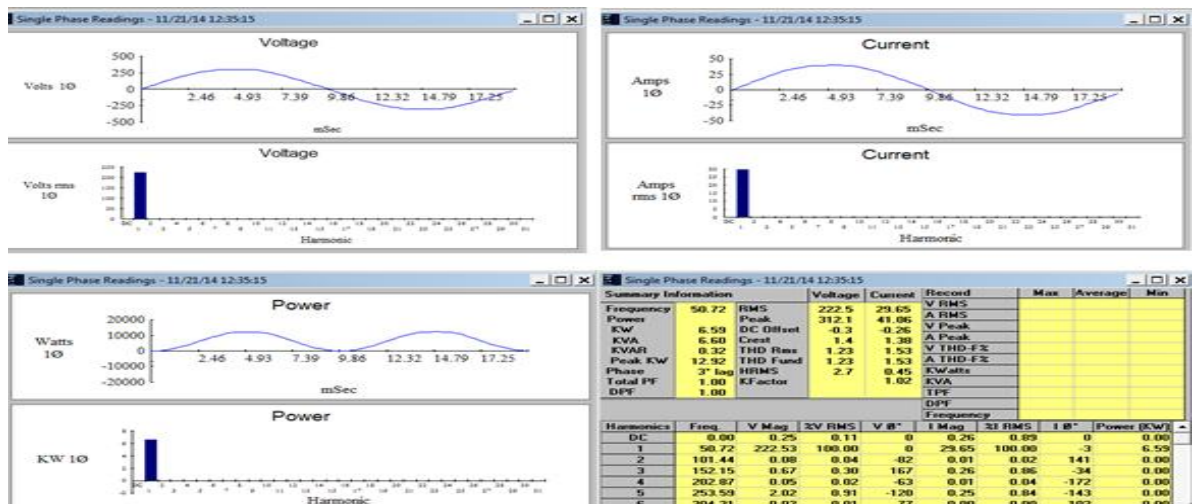 Single Phase Readings - 11/21/14 12:35:15
Voltage
Volts 1Ø
500
250
0
-250
-500
2.46 4.93 7.39 9.86 12.32 14.79 17.25
mSec
Voltage
Volts rms 1Ø
Harmonic
Single Phase Readings - 11/21/14 12:35:15
Current
Amps 1Ø
50
25
0
-25
-50
2.46 4.93 7.39 9.86 12.32 14.79 17.25
mSec
Current
Amps rms 1Ø
Harmonic
Single Phase Readings - 11/21/14 12:35:15
Power
Watts 1Ø
20000
10000
0
-10000
-20000
2.46 4.93 7.39 9.86 12.32 14.79 17.25
mSec
Power
KW 1Ø
Harmonic
Single Phase Readings - 11/21/14 12:35:15
Summary Information Voltage Current Record Max Average Min
Frequency 50.72 RMS 222.5 29.65 V RMS
Power Peak 312.1 41.06 A RMS
KW 6.59 DC Offset -0.3 -0.26 V Peak
KVA 6.60 Crest 1.4 1.38 A Peak
KVAR 0.32 THD Rms 1.23 1.53 V THD-F%
Peak KW 12.92 THD Fund 1.23 1.53 A THD-F%
Phase 3° lag HRMS 2.7 0.45 KWatts
Total PF 1.00 KFactor 1.02 KVA
DPF 1.00 TPF
DPF
Frequency
Harmonics Freq. V Mag %V RMS V Ø° I Mag %I RMS I Ø° Power (KW)
DC 0.00 0.25 0.11 0 0.26 0.89 0 0.00
1 50.72 222.53 100.00 0 29.65 100.00 -3 6.59
2 101.44 0.08 0.04 -82 0.01 0.02 141 0.00
3 152.15 0.67 0.30 167 0.26 0.86 -34 0.00
4 202.87 0.05 0.02 -63 0.01 0.04 -172 0.00
5 253.59 2.02 0.91 -120 0.25 0.84 -143 0.00